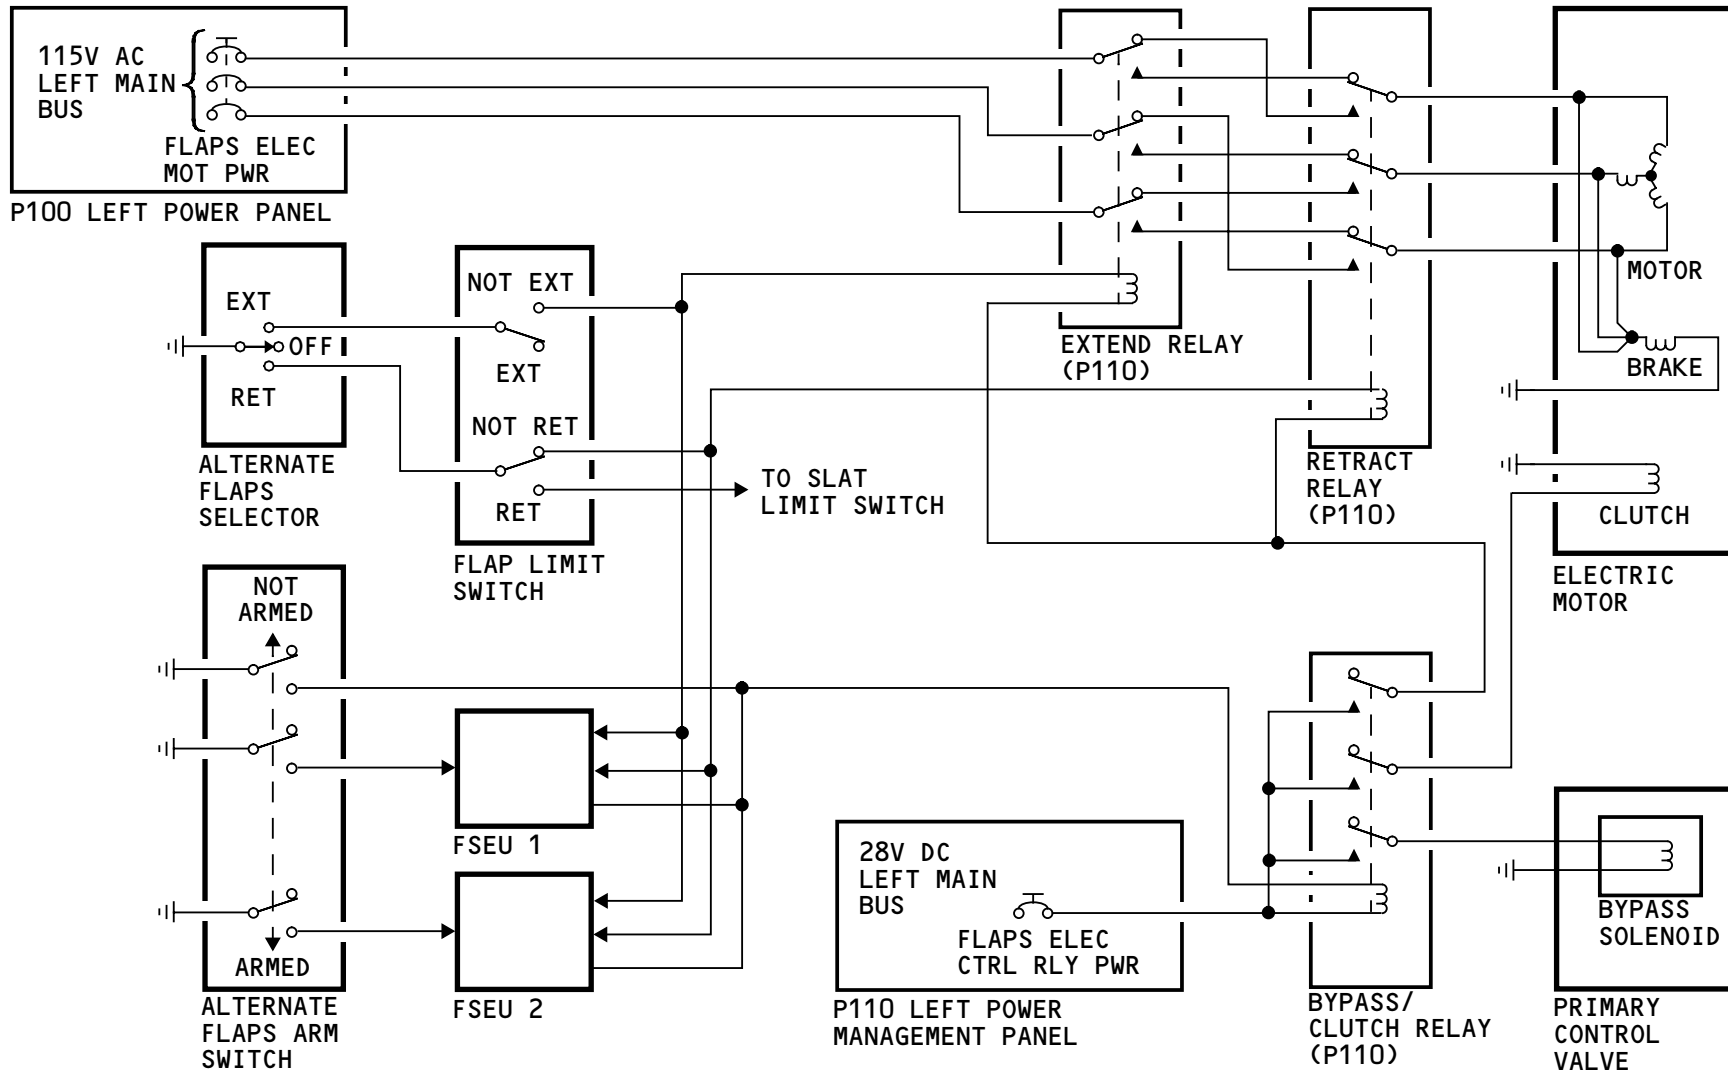 115V AC
LEFT MAIN
BUS
FLAPS ELEC
MOT PWR
P100 LEFT POWER PANEL
EXT
OFF
RET
ALTERNATE
FLAPS
SELECTOR
NOT EXT
EXT
NOT RET
RET
FLAP LIMIT
SWITCH
TO SLAT
LIMIT SWITCH
EXTEND RELAY
(P110)
RETRACT
RELAY
(P110)
MOTOR
BRAKE
CLUTCH
ELECTRIC
MOTOR
NOT
ARMED
ARMED
ALTERNATE
FLAPS ARM
SWITCH
FSEU 1
FSEU 2
28V DC
LEFT MAIN
BUS
FLAPS ELEC
CTRL RLY PWR
P110 LEFT POWER
MANAGEMENT PANEL
BYPASS/
CLUTCH RELAY
(P110)
BYPASS
SOLENOID
PRIMARY
CONTROL
VALVE